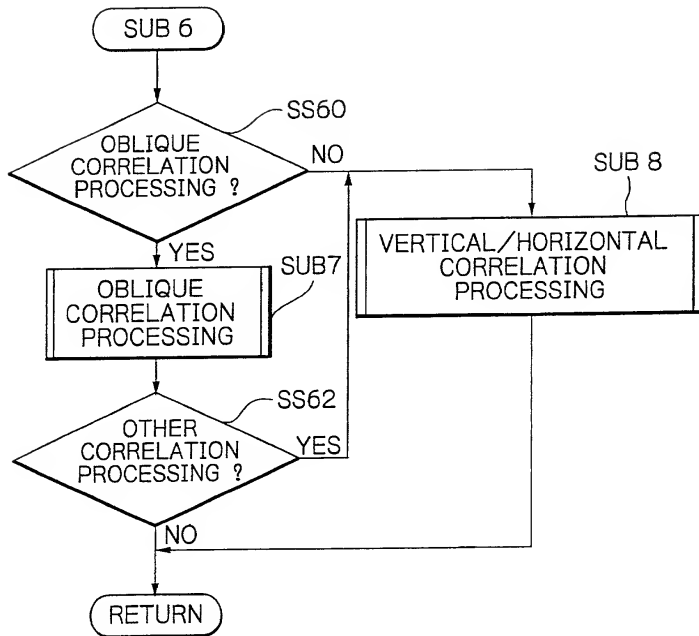 SUB 6
SS60
OBLIQUE
CORRELATION
PROCESSING ?
NO
YES
SUB 8
VERTICAL/HORIZONTAL
CORRELATION
PROCESSING
SUB7
OBLIQUE
CORRELATION
PROCESSING
SS62
OTHER
CORRELATION
PROCESSING ?
YES
NO
RETURN